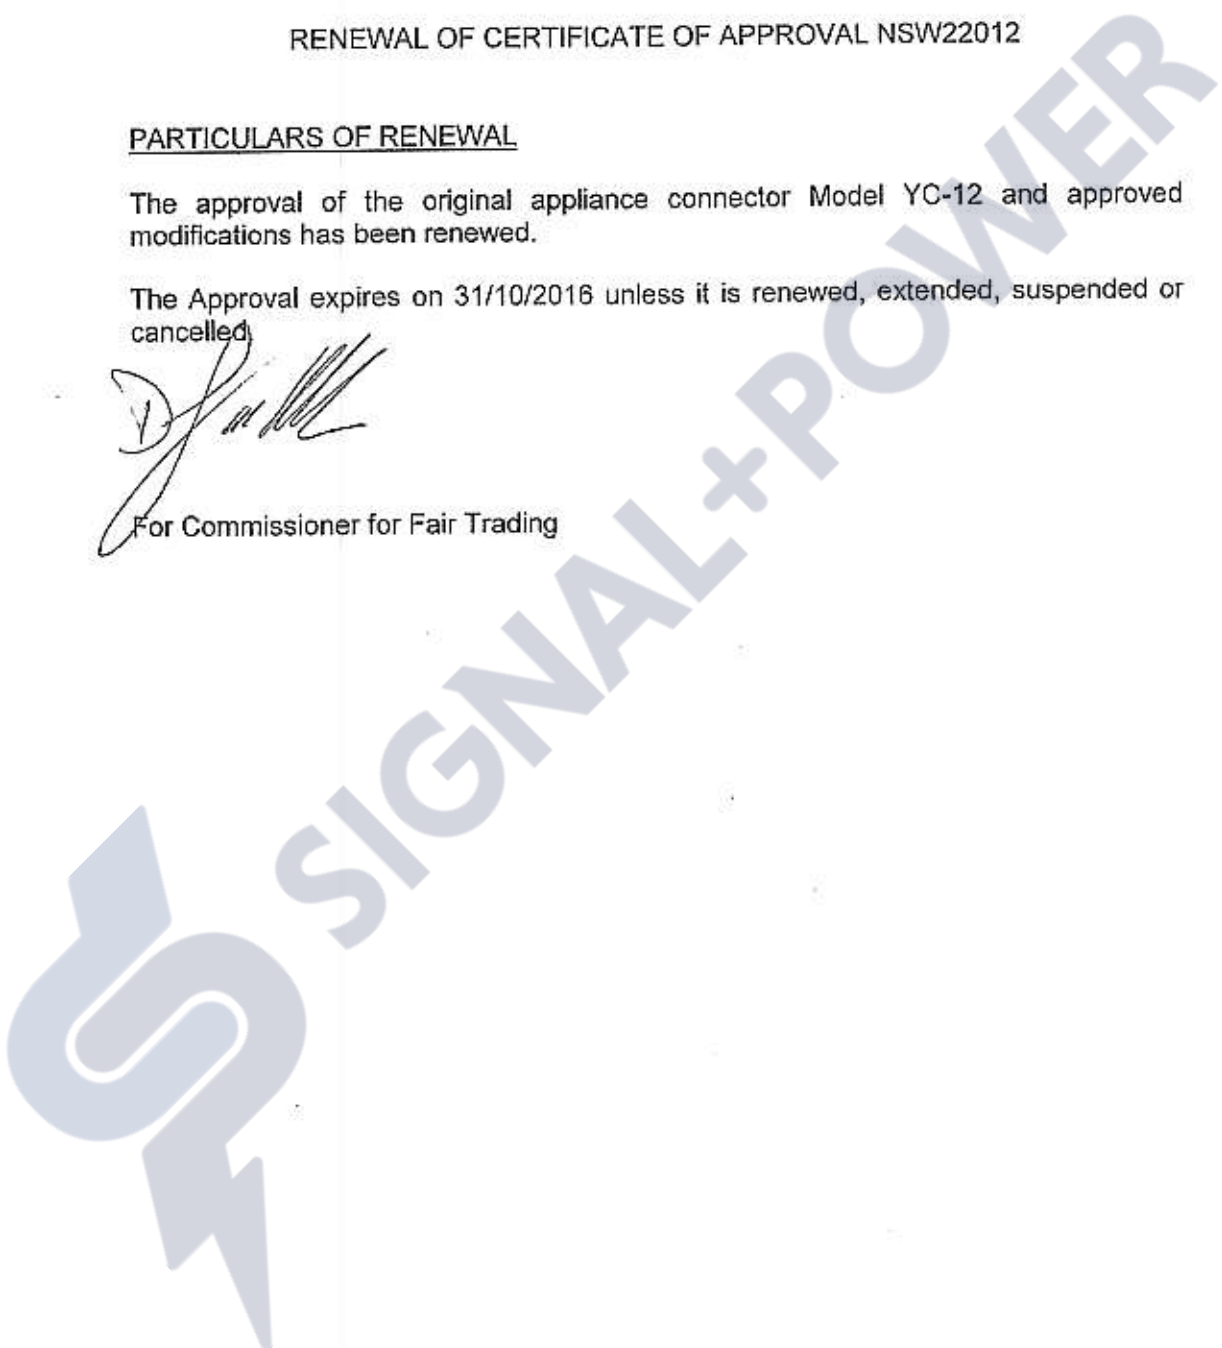 RENEWAL OF CERTIFICATE OF APPROVAL NSW22012
PARTICULARS OF RENEWAL
The approval of the original appliance connector Model YC-12 and approved
modifications has been renewed.
The Approval expires on 31/10/2016 unless it is renewed, extended, suspended or
cancelled
For Commissioner for Fair Trading
SIGNAL+POWER